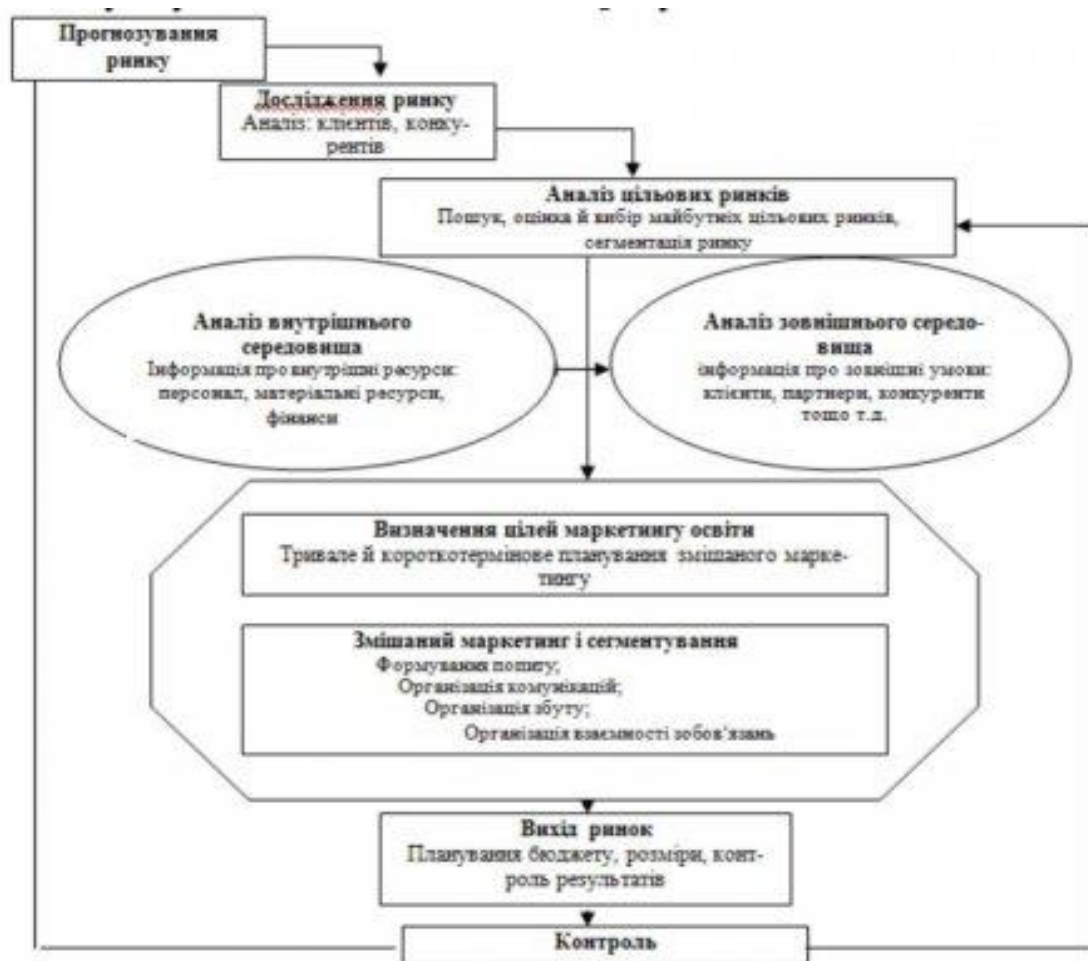 Прогнозування
ринку
Дослідження ринку
Аналіз: клієнтів, конку-
рентів
Аналіз цільових ринків
Пошук, оцінка й вибір майбутніх цільових ринків,
сегментація ринку
Аналіз внутрішнього
середовища
Інформація про внутрішні ресурси:
персонал, матеріальні ресурси,
фінанси
Аналіз зовнішнього середо-
вища
інформація про зовнішні умови:
клієнти, партнери, конкуренти
тощо т.д.
Визначення цілей маркетингу освіти
Тривале й короткотермінове планування змішаного марке-
тингу
Змішаний маркетинг і сегментування
Формування попиту;
Організація комунікацій;
Організація збуту;
Організація взаємності зобов'язань
Вихід ринок
Планування бюджету, розміри, конт-
роль результатів
Контроль